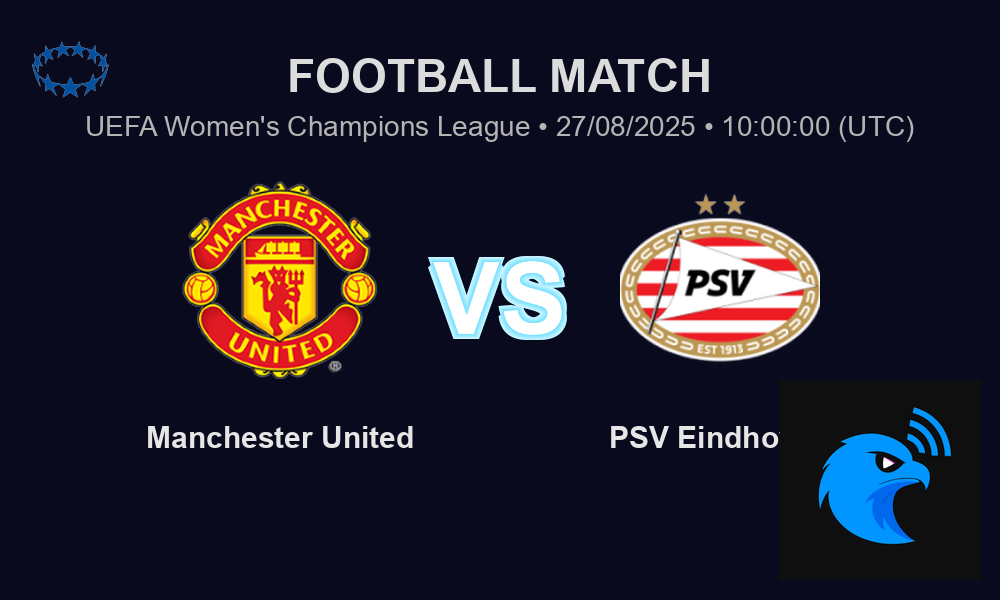 FOOTBALL MATCH
UEFA Women's Champions League • 27/08/2025 • 10:00:00 (UTC)
MANCHESTER
UNITED
VS
PSV
EST 1913
Manchester United
PSV